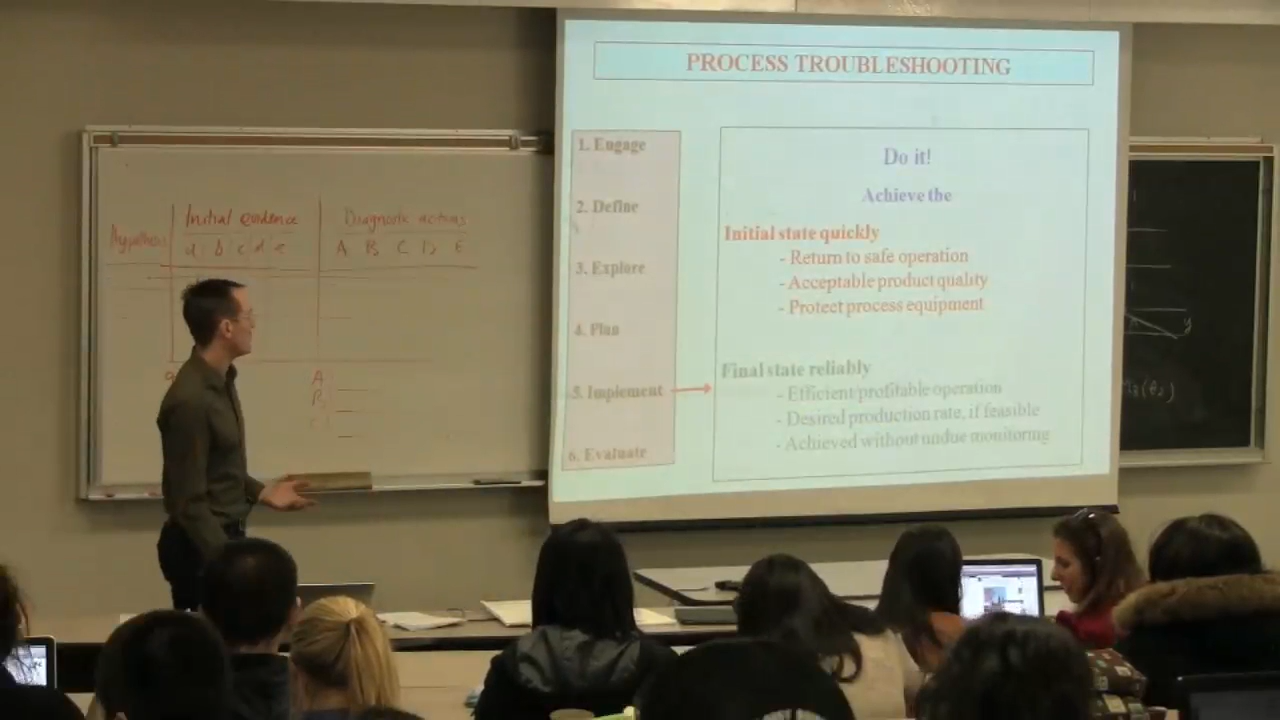 PROCESS TROUBLESHOOTING
1. Engage
2. Define
3. Explore
4. Plan
5. Implement
6. Evaluate
Do it!
Achieve the
Initial state quickly
- Return to safe operation
- Acceptable product quality
- Protect process equipment
Final state reliably
- Efficient/profitable operation
- Desired production rate, if feasible
- Achieved without undue monitoring
Initial evidence
Diagnostic actions
Hypothesis
a b c d e
A B C D E
A
B
C